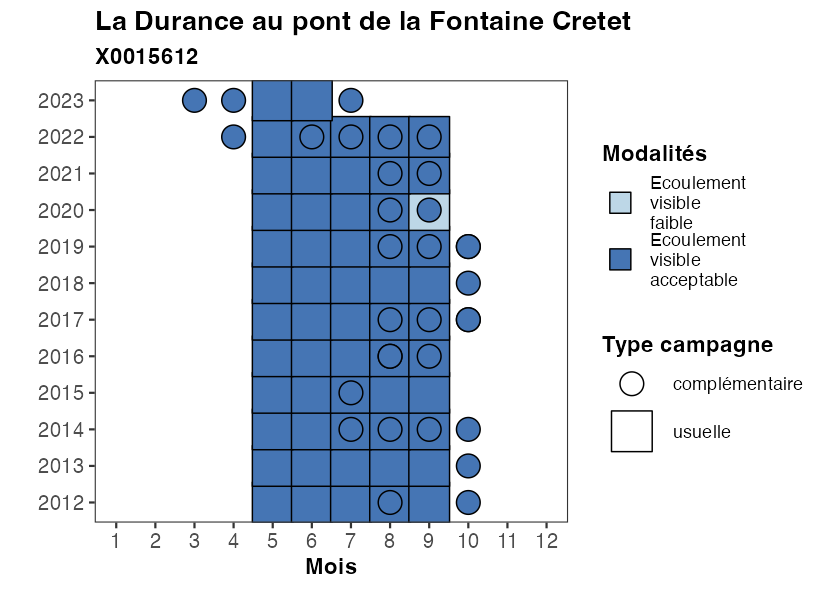 La Durance au pont de la Fontaine Cretet
X0015612
2023
2022
2021
2020
2019
2018
2017
2016
2015
2014
2013
2012
1 2 3 4 5 6 7 8 9 10 11 12
Mois
Modalités
Ecoulement
visible
faible
Ecoulement
visible
acceptable
Type campagne
complémentaire
usuelle